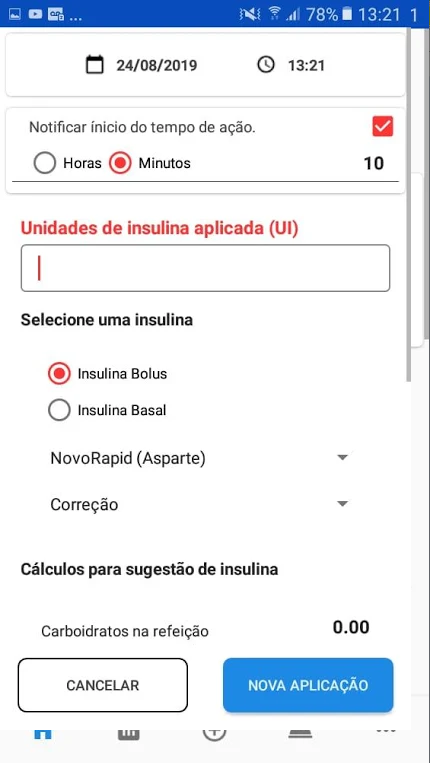 ... 78% 13:21 1
24/08/2019 13:21
Notificar ínicio do tempo de ação.
Horas Minutos 10
Unidades de insulina aplicada (UI)
Selecione uma insulina
Insulina Bolus
Insulina Basal
NovoRapid (Asparte)
Correção
Cálculos para sugestão de insulina
Carboidratos na refeição 0.00
CANCELAR NOVA APLICAÇÃO